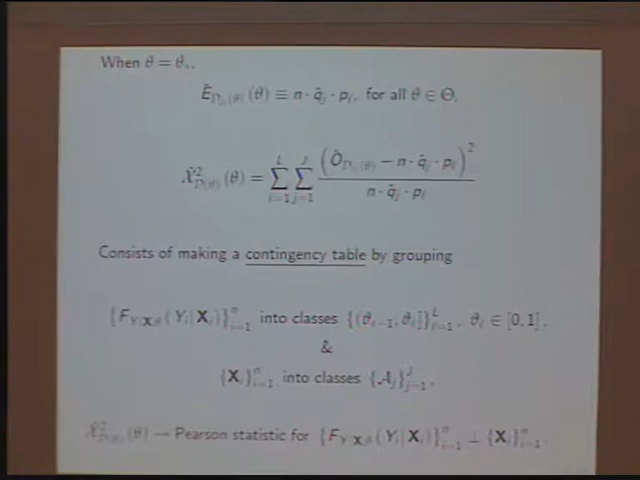 When θ = θ*,
Ê_{D_{ℓj}(θ)}(θ) ≡ n · q̂_j · p_ℓ, for all θ ∈ Θ.
X̂²_{D(θ)}(θ) = ∑_{ℓ=1}^{L} ∑_{j=1}^{J} (Ô_{D_{ℓj}(θ)} − n · q̂_j · p_ℓ)² / (n · q̂_j · p_ℓ)
Consists of making a contingency table by grouping
{F_{Y|X,θ}(Y_i|X_i)}_{i=1}^{n} into classes {(ϑ_{ℓ−1}, ϑ_ℓ]}_{ℓ=1}^{L}, ϑ_ℓ ∈ [0, 1],
&
{X_i}_{i=1}^{n} into classes {A_j}_{j=1}^{J}.
X̂²_{D(θ)}(θ) → Pearson statistic for {F_{Y|X,θ}(Y_i|X_i)}_{i=1}^{n} ⊥ {X_i}_{i=1}^{n}.